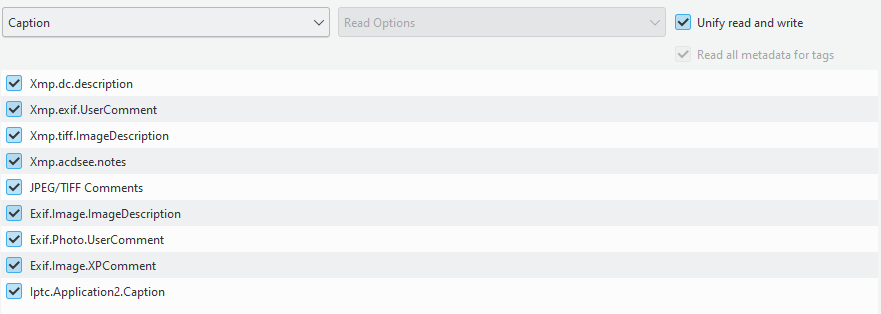 Caption
Read Options
Unify read and write
Read all metadata for tags
Xmp.dc.description
Xmp.exif.UserComment
Xmp.tiff.ImageDescription
Xmp.acdsee.notes
JPEG/TIFF Comments
Exif.Image.ImageDescription
Exif.Photo.UserComment
Exif.Image.XPComment
Iptc.Application2.Caption